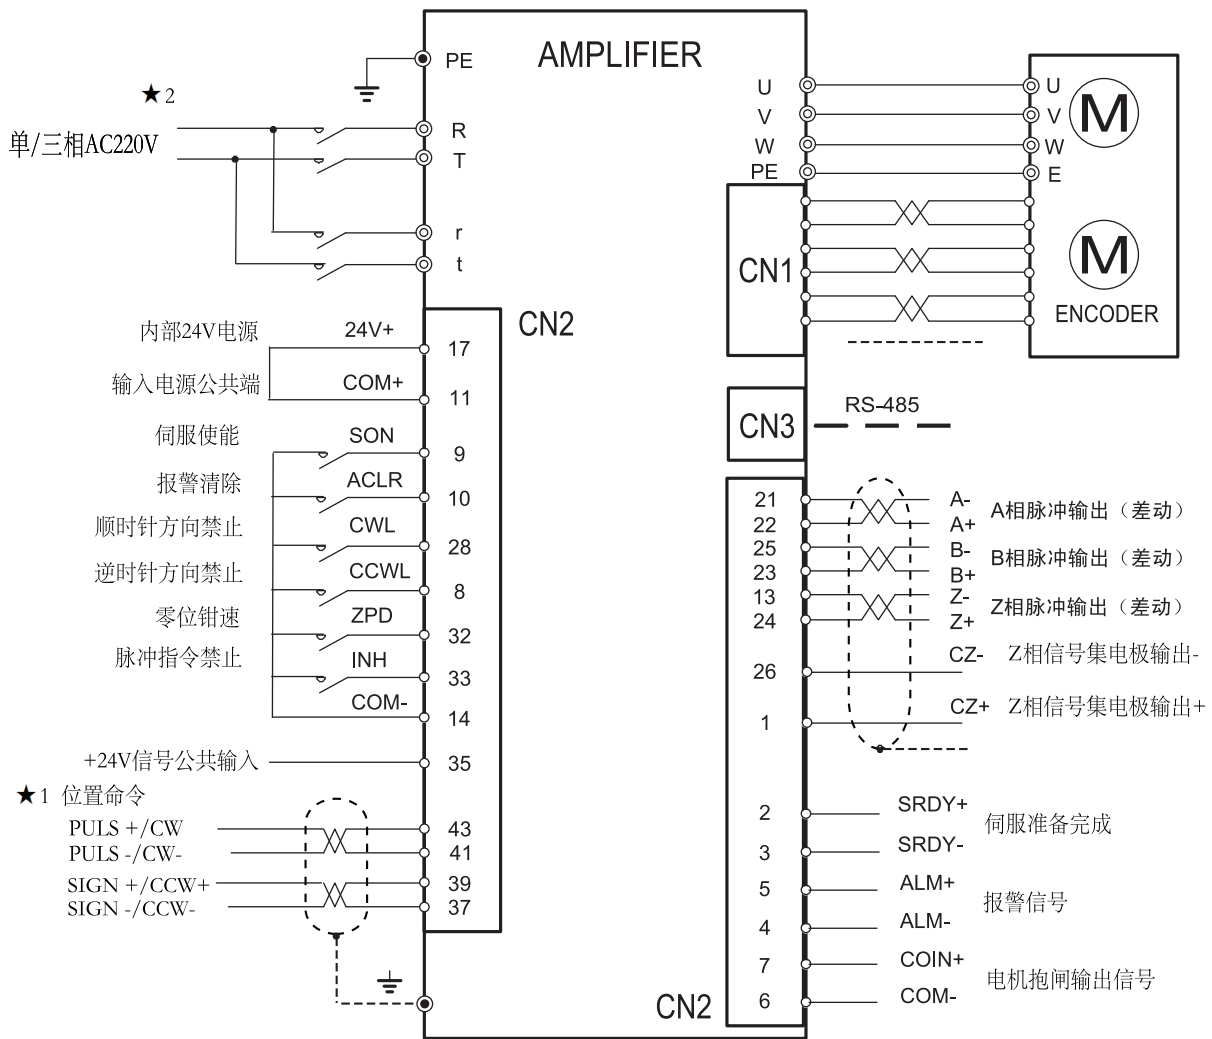 AMPLIFIER
PE
★2
单/三相AC220V
R
T
r
t
CN2
内部24V电源 24V+ 17
输入电源公共端 COM+ 11
伺服使能 SON 9
报警清除 ACLR 10
顺时针方向禁止 CWL 28
逆时针方向禁止 CCWL 8
零位钳速 ZPD 32
脉冲指令禁止 INH 33
COM- 14
+24V信号公共输入 35
★1 位置命令
PULS +/CW 43
PULS -/CW- 41
SIGN +/CCW+ 39
SIGN -/CCW- 37
U U
V V
W W
PE E
M
CN1
M
ENCODER
CN3 RS-485
21 A-
22 A+
A相脉冲输出（差动）
25 B-
23 B+
B相脉冲输出（差动）
13 Z-
24 Z+
Z相脉冲输出（差动）
26 CZ- Z相信号集电极输出-
1 CZ+ Z相信号集电极输出+
2 SRDY+
伺服准备完成
3 SRDY-
5 ALM+
报警信号
4 ALM-
7 COIN+
电机抱闸输出信号
6 COM-
CN2